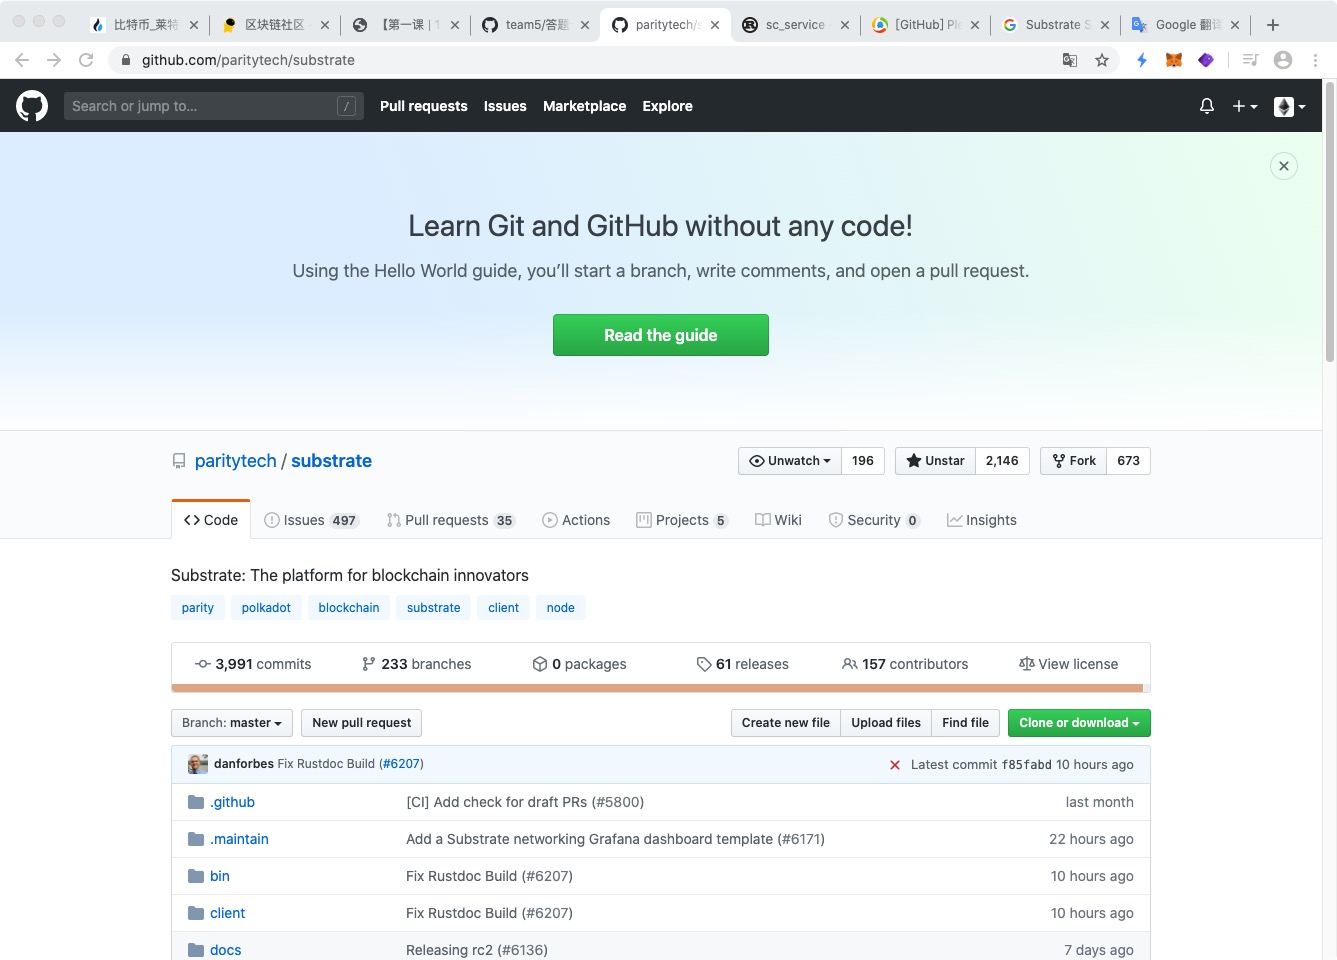 比特币_莱特
区块链社区 -
【第一课 | 1
team5/答题
paritytech/s
sc_service -
[GitHub] Ple
Substrate S
Google 翻译
github.com/paritytech/substrate
Search or jump to...
/
Pull requests
Issues
Marketplace
Explore
Learn Git and GitHub without any code!
Using the Hello World guide, you’ll start a branch, write comments, and open a pull request.
Read the guide
paritytech / substrate
Unwatch 196
Unstar 2,146
Fork 673
Code
Issues 497
Pull requests 35
Actions
Projects 5
Wiki
Security 0
Insights
Substrate: The platform for blockchain innovators
parity polkadot blockchain substrate client node
3,991 commits
233 branches
0 packages
61 releases
157 contributors
View license
Branch: master
New pull request
Create new file
Upload files
Find file
Clone or download
danforbes Fix Rustdoc Build (#6207)
Latest commit f85fabd 10 hours ago
.github [CI] Add check for draft PRs (#5800) last month
.maintain Add a Substrate networking Grafana dashboard template (#6171) 22 hours ago
bin Fix Rustdoc Build (#6207) 10 hours ago
client Fix Rustdoc Build (#6207) 10 hours ago
docs Releasing rc2 (#6136) 7 days ago